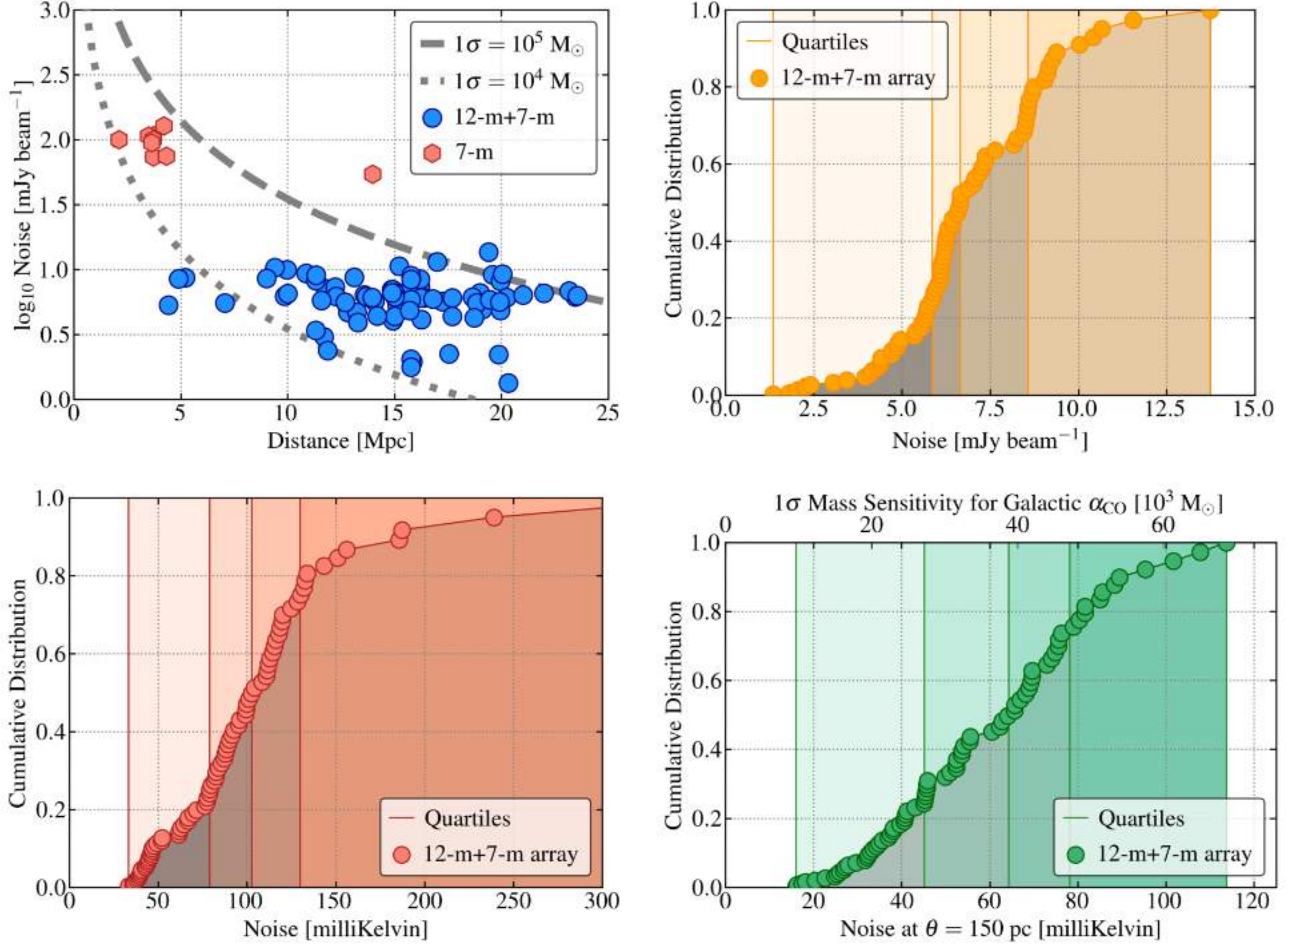 3.0
2.5
2.0
1.5
1.0
0.5
0.0
log₁₀ Noise [mJy beam⁻¹]
1σ = 10⁵ M☉
1σ = 10⁴ M☉
12-m+7-m
7-m
0 5 10 15 20 25
Distance [Mpc]
1.0
0.8
0.6
0.4
0.2
0.0
Cumulative Distribution
Quartiles
12-m+7-m array
0.0 2.5 5.0 7.5 10.0 12.5 15.0
Noise [mJy beam⁻¹]
1.0
0.8
0.6
0.4
0.2
0.0
Cumulative Distribution
Quartiles
12-m+7-m array
0 50 100 150 200 250 300
Noise [milliKelvin]
1σ Mass Sensitivity for Galactic α_CO [10³ M☉]
0 20 40 60
1.0
0.8
0.6
0.4
0.2
0.0
Cumulative Distribution
Quartiles
12-m+7-m array
0 20 40 60 80 100 120
Noise at θ = 150 pc [milliKelvin]